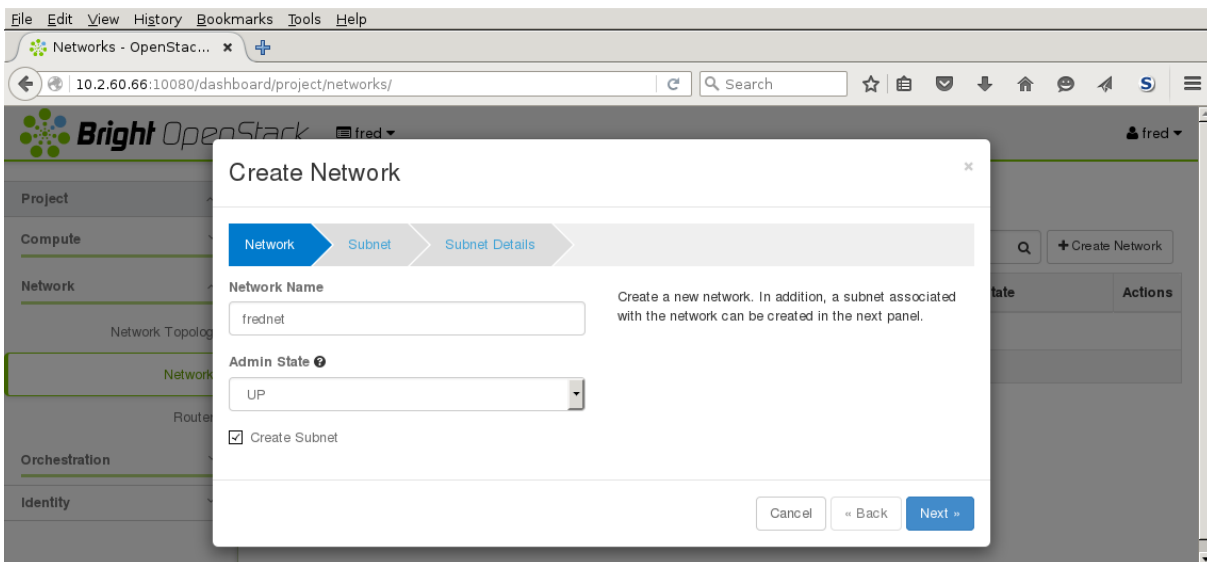 File Edit View History Bookmarks Tools Help
Networks - OpenStac...
10.2.60.66:10080/dashboard/project/networks/
Search
Bright OpenStack
fred
fred
Create Network
Project
Compute
Network
Subnet
Subnet Details
Create Network
Network
Network Name
Create a new network. In addition, a subnet associated
with the network can be created in the next panel.
tate
Actions
frednet
Network Topolog
Admin State
Network
UP
Router
Create Subnet
Orchestration
Identity
Cancel
« Back
Next »